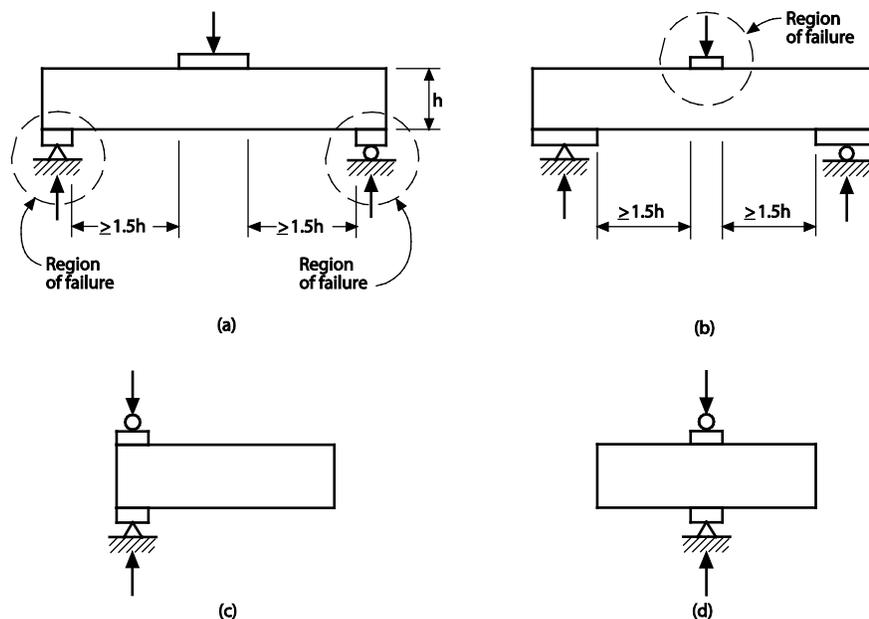 Region
of failure
h
≥1.5h
≥1.5h
Region
of failure
Region
of failure
(a)
≥1.5h
≥1.5h
(b)
(c)
(d)